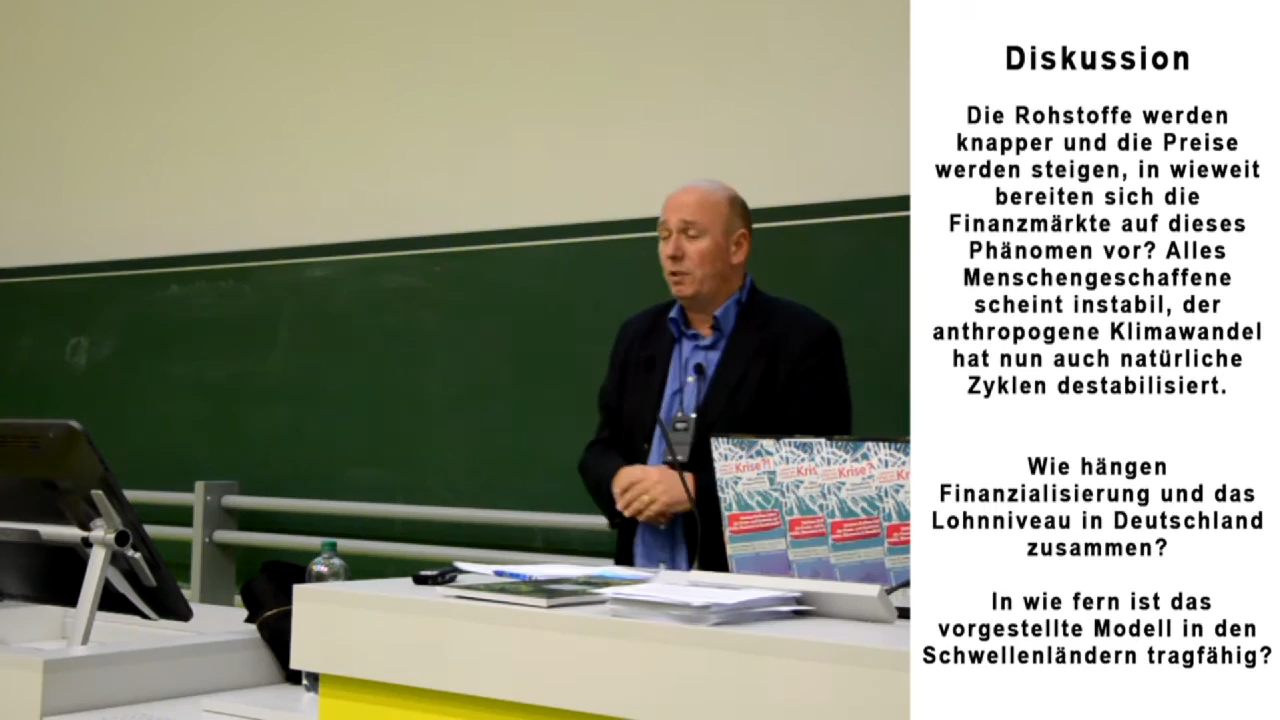 Diskussion
Die Rohstoffe werden
knapper und die Preise
werden steigen, in wieweit
bereiten sich die
Finanzmärkte auf dieses
Phänomen vor? Alles
Menschengeschaffene
scheint instabil, der
anthropogene Klimawandel
hat nun auch natürliche
Zyklen destabilisiert.
Wie hängen
Finanzialisierung und das
Lohnniveau in Deutschland
zusammen?
In wie fern ist das
vorgestellte Modell in den
Schwellenländern tragfähig?
Krise?!
Kris
Krise?
Kr